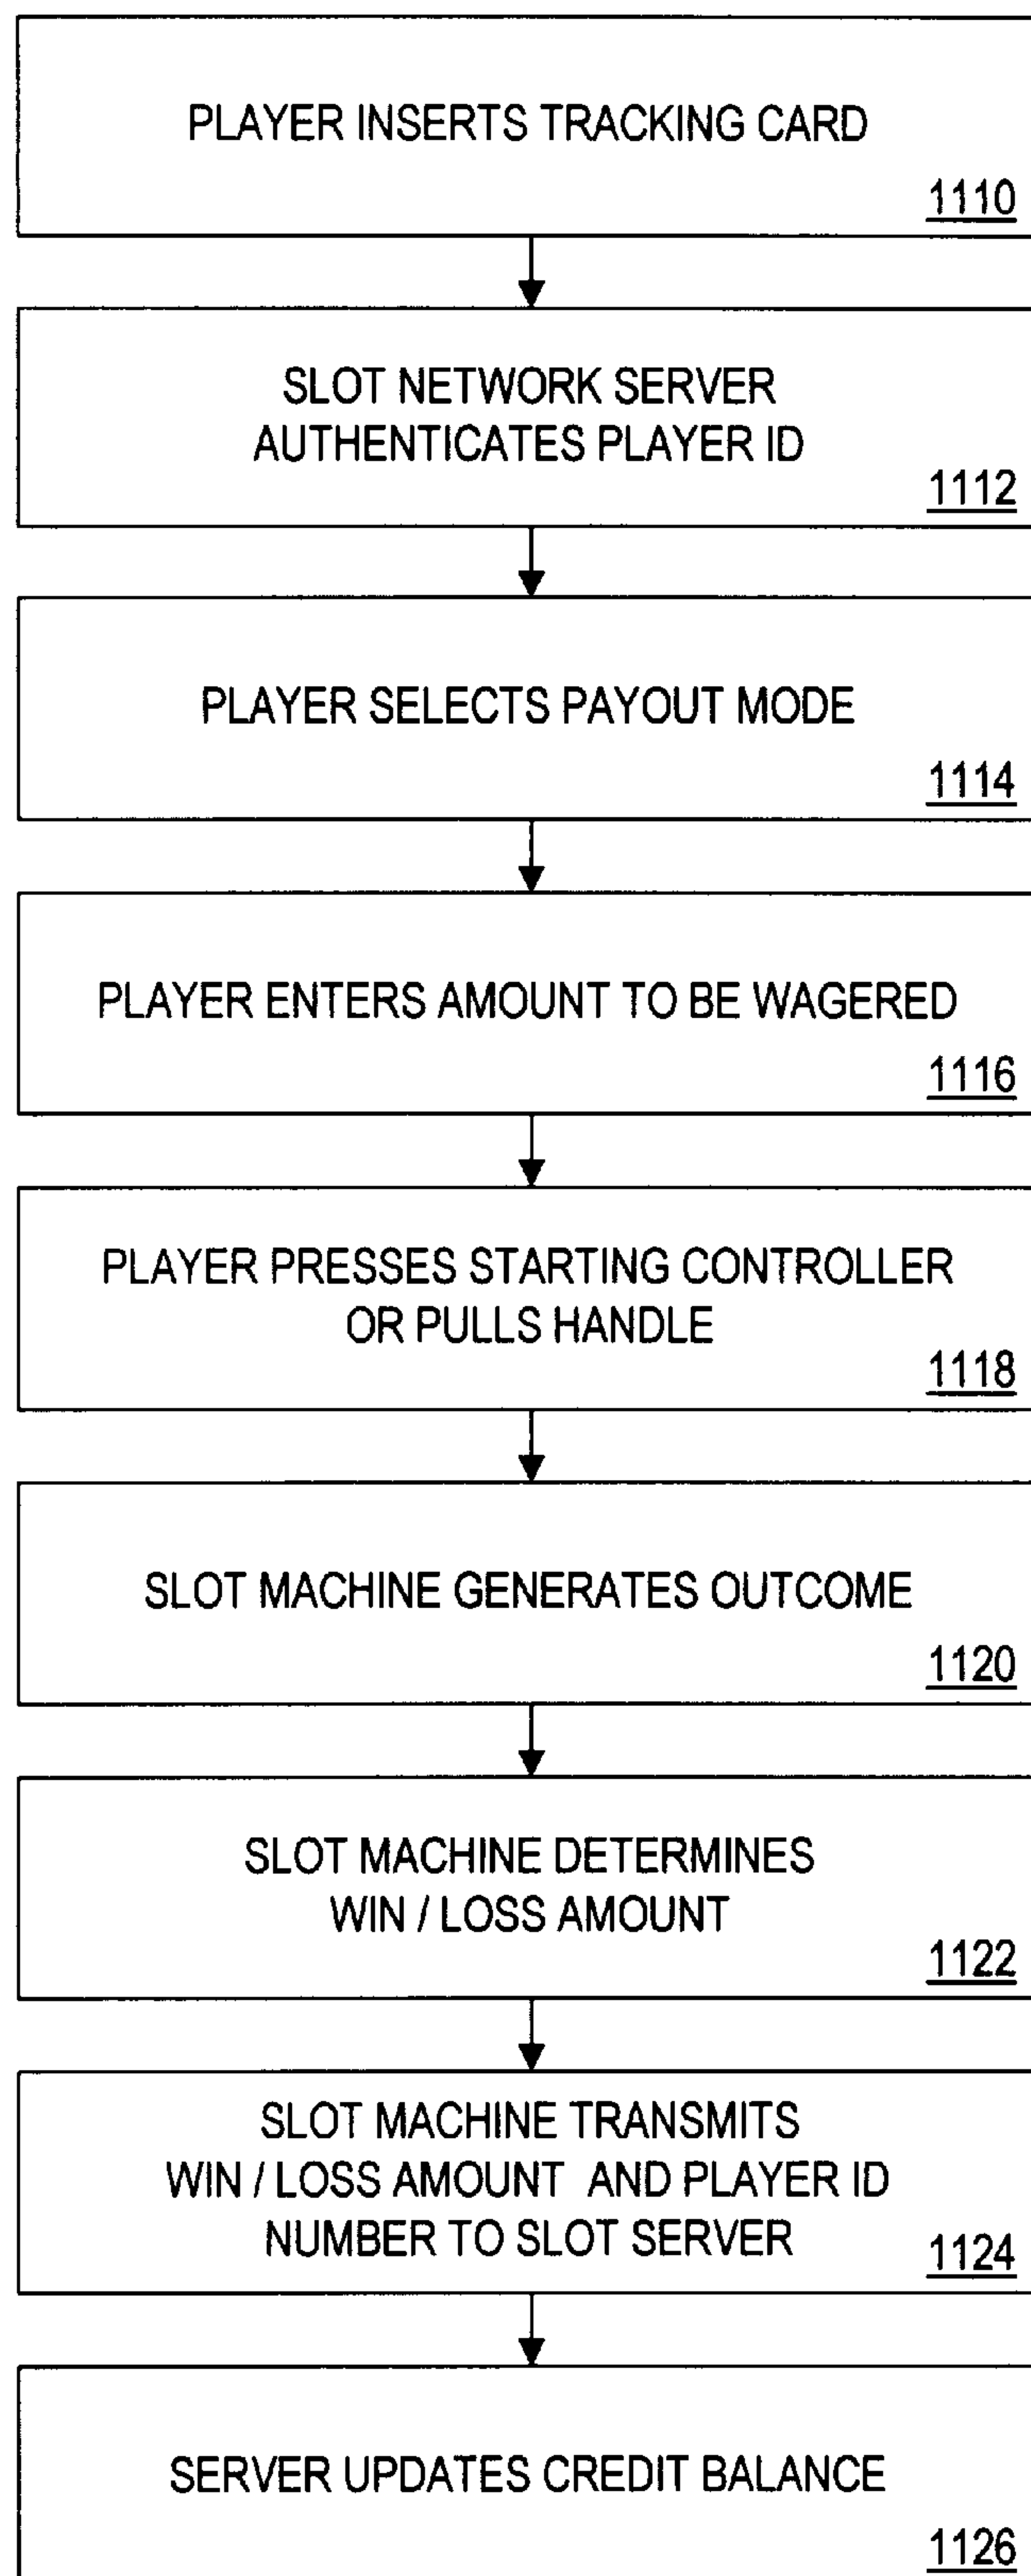 PLAYER INSERTS TRACKING CARD
1110
SLOT NETWORK SERVER
AUTHENTICATES PLAYER ID
1112
PLAYER SELECTS PAYOUT MODE
1114
PLAYER ENTERS AMOUNT TO BE WAGERED
1116
PLAYER PRESSES STARTING CONTROLLER
OR PULLS HANDLE
1118
SLOT MACHINE GENERATES OUTCOME
1120
SLOT MACHINE DETERMINES
WIN / LOSS AMOUNT
1122
SLOT MACHINE TRANSMITS
WIN / LOSS AMOUNT AND PLAYER ID
NUMBER TO SLOT SERVER
1124
SERVER UPDATES CREDIT BALANCE
1126